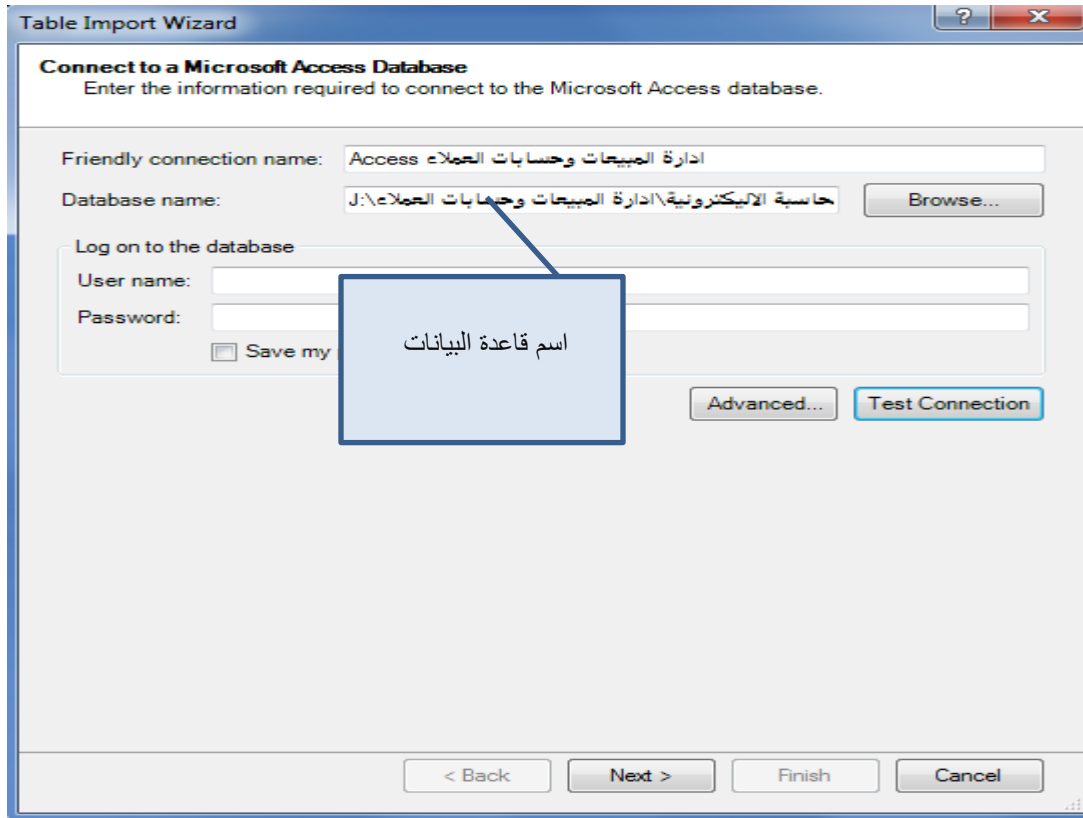 Table Import Wizard
Connect to a Microsoft Access Database
Enter the information required to connect to the Microsoft Access database.
Friendly connection name: Access ادارة المبيعات وحسابات العملاء
Database name: J:\حاسبة الاليكترونية\ادارة المبيعات وحسابات العملاء Browse...
Log on to the database
User name:
Password:
Save my
اسم قاعدة البيانات
Advanced... Test Connection
< Back Next > Finish Cancel